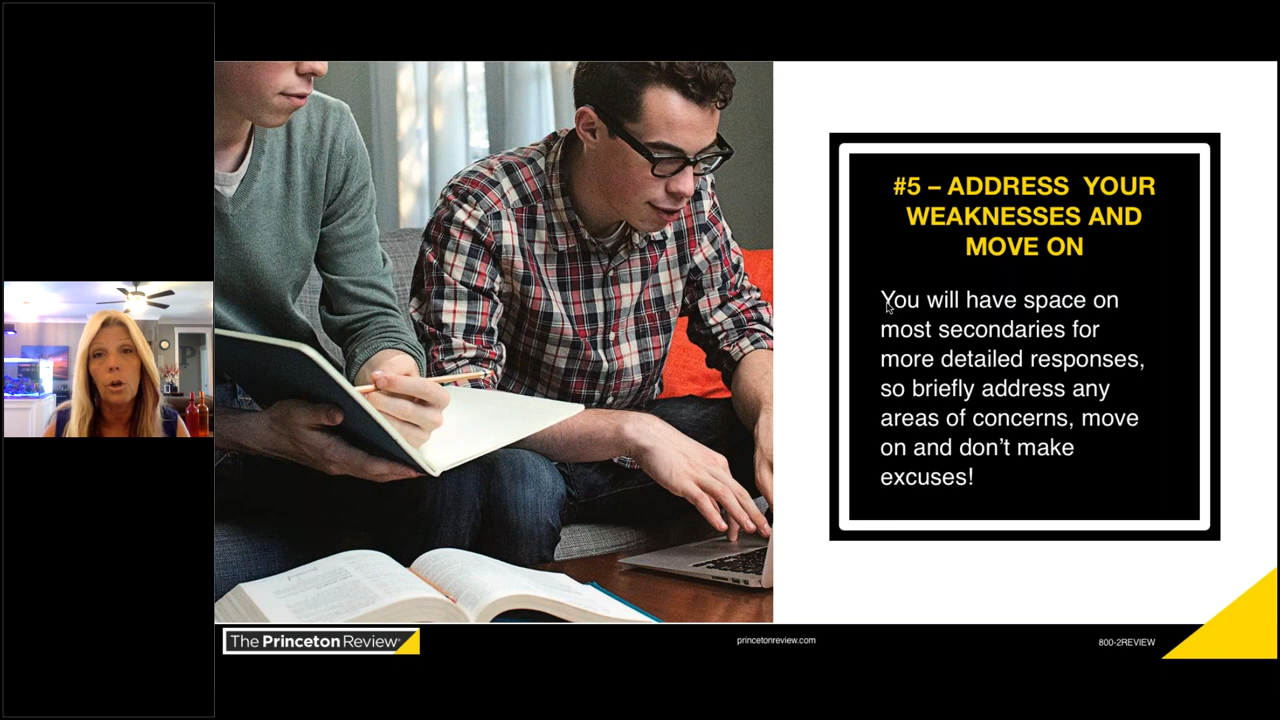 #5 – ADDRESS  YOUR
WEAKNESSES AND
MOVE ON
You will have space on
most secondaries for
more detailed responses,
so briefly address any
areas of concerns, move
on and don’t make
excuses!
The Princeton Review
princetonreview.com
800-2REVIEW